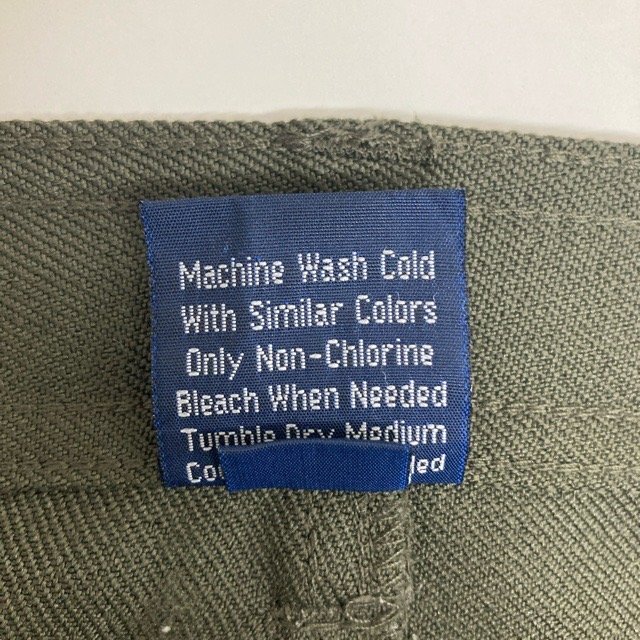 Machine Wash Cold
With Similar Colors
Only Non-Chlorine
Bleach When Needed
Tumble Dry Medium